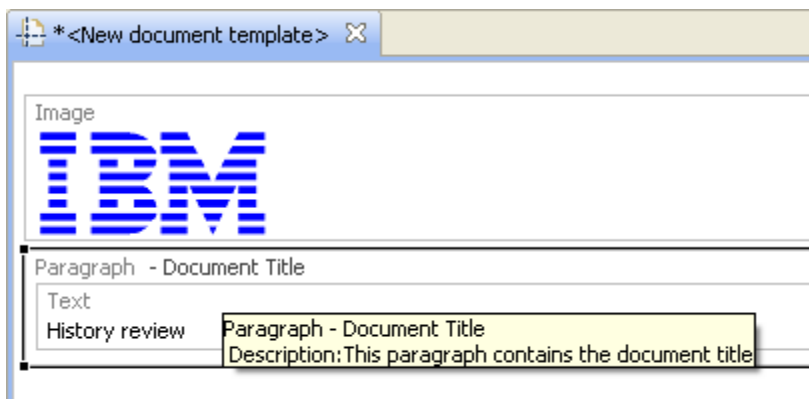 *<New document template>
Image
IBM
Paragraph - Document Title
Text
History review
Paragraph - Document Title
Description:This paragraph contains the document title